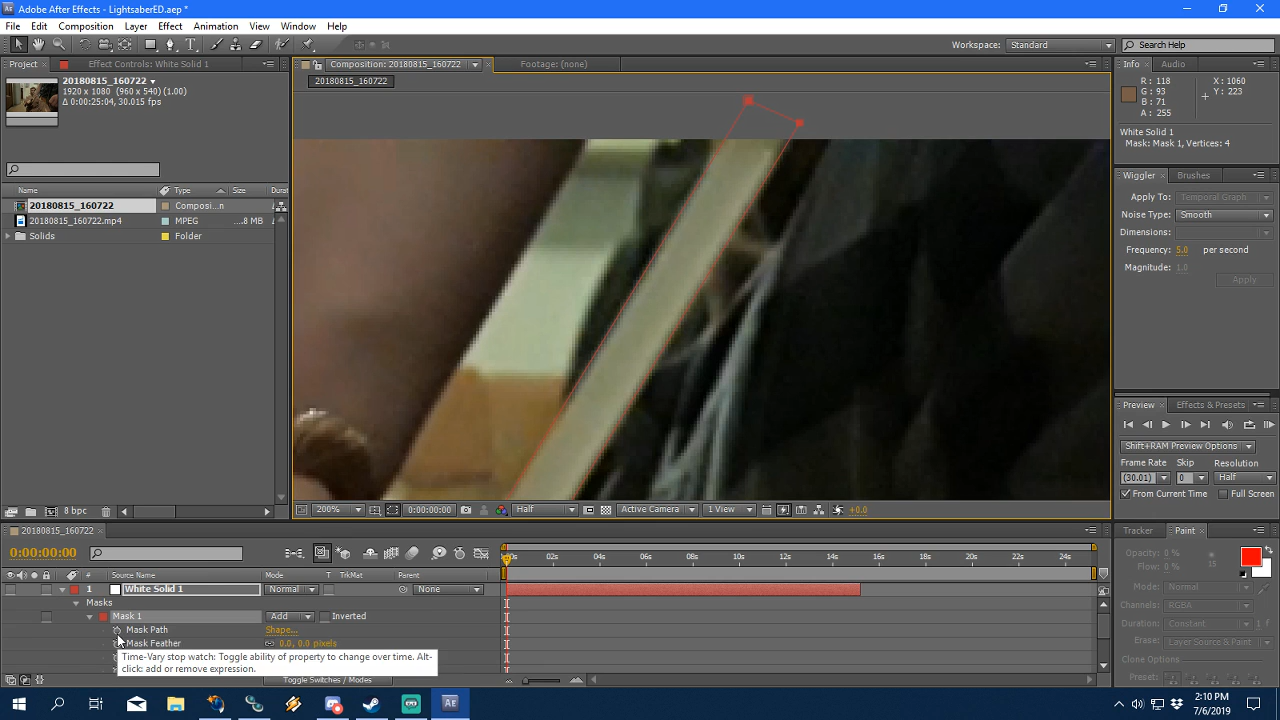 Adobe After Effects - LightsaberED.aep *
File Edit Composition Layer Effect Animation View Window Help
Workspace: Standard Search Help
Project Effect Controls: White Solid 1 Composition: 20180815_160722 Footage: (none) Info Audio
20180815_160722
1920 x 1080 (960 x 540) (1.00)
Δ 0:00:25:04, 30.015 fps
20180815_160722
R : 118 X : 1060
G : 93 Y : 223
B : 71
A : 255
White Solid 1
Mask: Mask 1, Vertices: 4
Name Type Size Durat
20180815_160722 Composi...n
20180815_160722.mp4 MPEG ...8 MB
Solids Folder
Wiggler Brushes
Apply To: Temporal Graph
Noise Type: Smooth
Dimensions:
Frequency: 5.0 per second
Magnitude: 1.0
Apply
Preview Effects & Presets
Shift+RAM Preview Options
Frame Rate Skip Resolution
(30.01) 0 Half
From Current Time Full Screen
8 bpc 200% 0:00:00:00 Half Active Camera 1 View +0.0
20180815_160722
0:00:00:00
02s 04s 06s 08s 10s 12s 14s 16s 18s 20s 22s 24s
# Source Name Mode T TrkMat Parent
1 White Solid 1 Normal None
Masks
Mask 1 Add Inverted
Mask Path Shape...
Mask Feather 0.0, 0.0 pixels
Time-Vary stop watch: Toggle ability of property to change over time. Alt-
click: add or remove expression.
Toggle Switches / Modes
Tracker Paint
Opacity: 0 %
Flow: 0 % 15
Mode: Normal
Channels: RGBA
Duration: Constant
Erase: Layer Source & Paint
Preset:
2:10 PM
7/6/2019